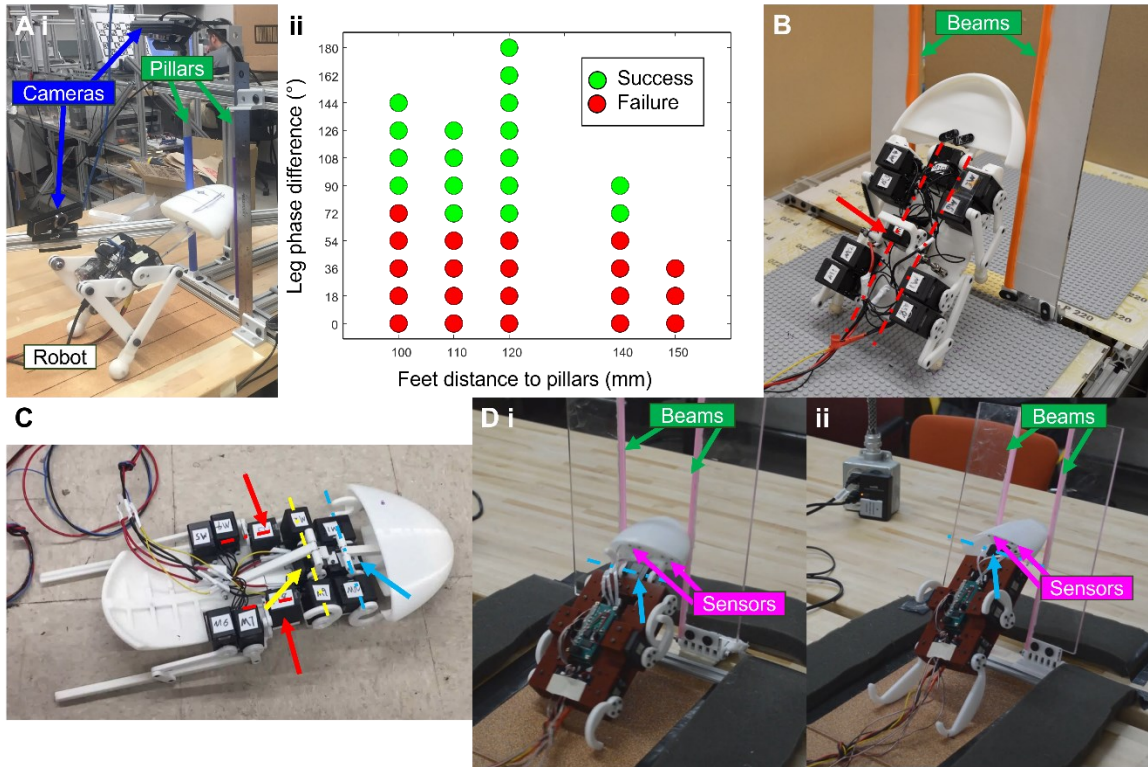 A i
Cameras
Pillars
Robot
ii
Leg phase difference (°)
180
162
144
126
108
90
72
54
36
18
0
Success
Failure
100
110
120
140
150
Feet distance to pillars (mm)
B
Beams
C
D i
Beams
Sensors
ii
Beams
Sensors